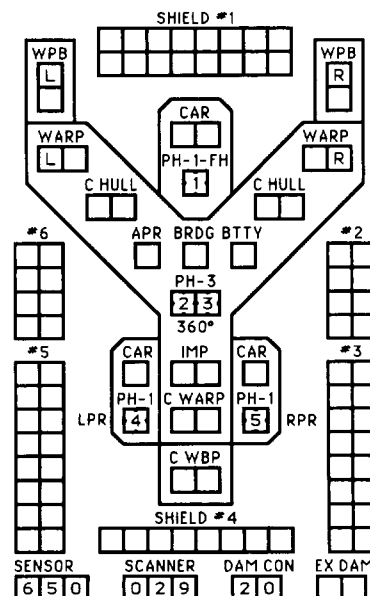 SHIELD #1
WPB WPB
L R
CAR
WARP WARP
PH-1-FH
L R
1
C HULL C HULL
#6 APR BRDG BTTY #2
PH-3
2 3
360°
#5 #3
CAR IMP CAR
PH-1 C WARP PH-1
LPR 4 5 RPR
C WBP
SHIELD #4
SENSOR SCANNER DAM CON EX DAM
6 5 0 0 2 9 2 0